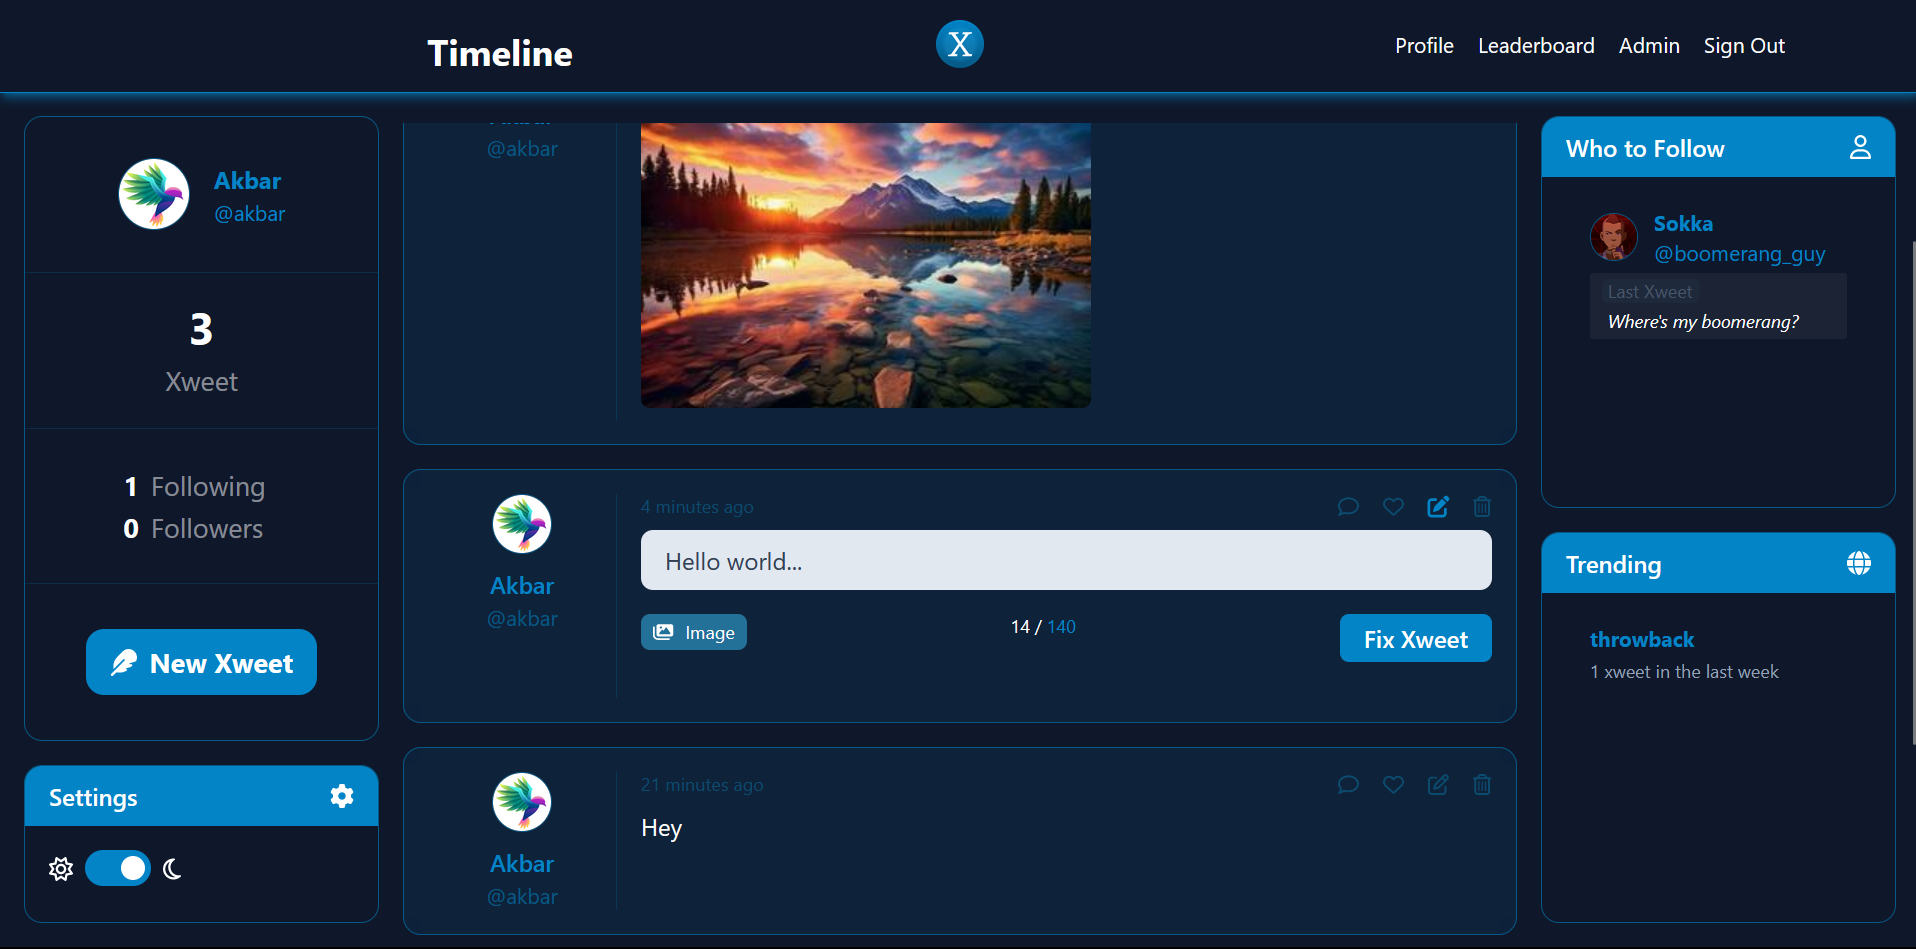 Timeline
X
Profile
Leaderboard
Admin
Sign Out
Akbar
@akbar
3
Xweet
1 Following
0 Followers
New Xweet
Settings
@akbar
4 minutes ago
Akbar
@akbar
Hello world...
Image
14 / 140
Fix Xweet
21 minutes ago
Akbar
@akbar
Hey
Who to Follow
Sokka
@boomerang_guy
Last Xweet
Where's my boomerang?
Trending
throwback
1 xweet in the last week